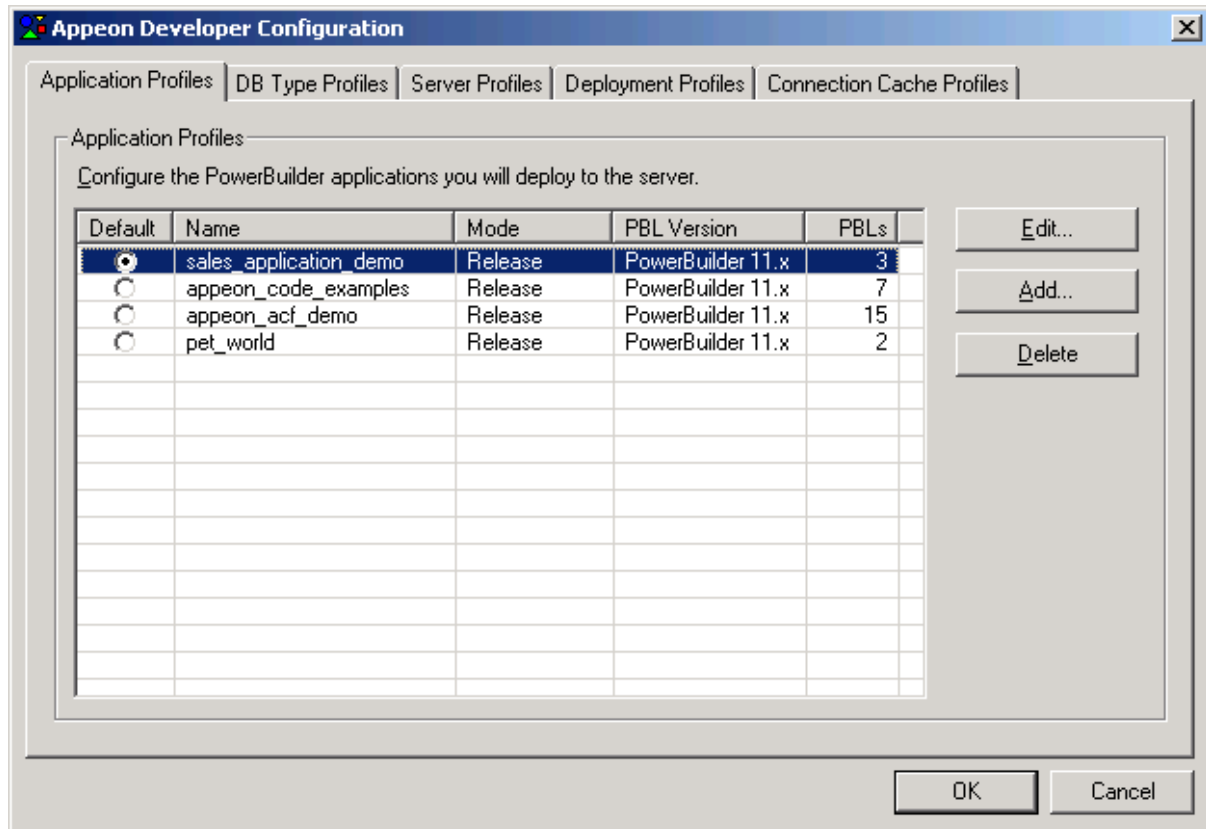 Appeon Developer Configuration
Application Profiles DB Type Profiles Server Profiles Deployment Profiles Connection Cache Profiles
Application Profiles
Configure the PowerBuilder applications you will deploy to the server.
Default Name Mode PBL Version PBLs
sales_application_demo Release PowerBuilder 11.x 3
appeon_code_examples Release PowerBuilder 11.x 7
appeon_acf_demo Release PowerBuilder 11.x 15
pet_world Release PowerBuilder 11.x 2
Edit...
Add...
Delete
OK Cancel